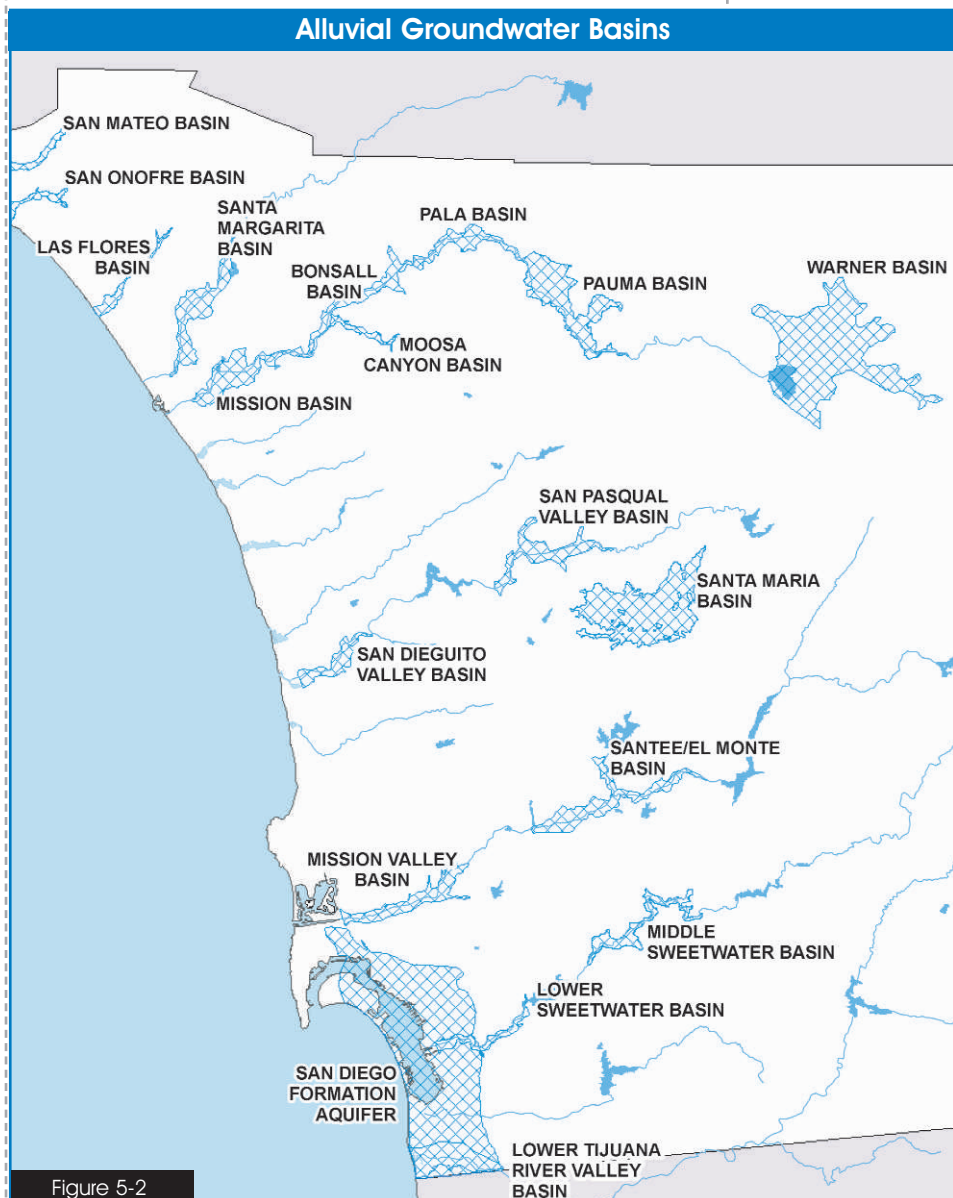 Alluvial Groundwater Basins
SAN MATEO BASIN
SAN ONOFRE BASIN
SANTA
MARGARITA
BASIN
LAS FLORES
BASIN
PALA BASIN
BONSALL
BASIN
PAUMA BASIN
WARNER BASIN
MOOSA
CANYON BASIN
MISSION BASIN
SAN PASQUAL
VALLEY BASIN
SANTA MARIA
BASIN
SAN DIEGUITO
VALLEY BASIN
SANTEE/EL MONTE
BASIN
MISSION VALLEY
BASIN
MIDDLE
SWEETWATER BASIN
LOWER
SWEETWATER BASIN
SAN DIEGO
FORMATION
AQUIFER
LOWER TIJUANA
RIVER VALLEY
BASIN
Figure 5-2